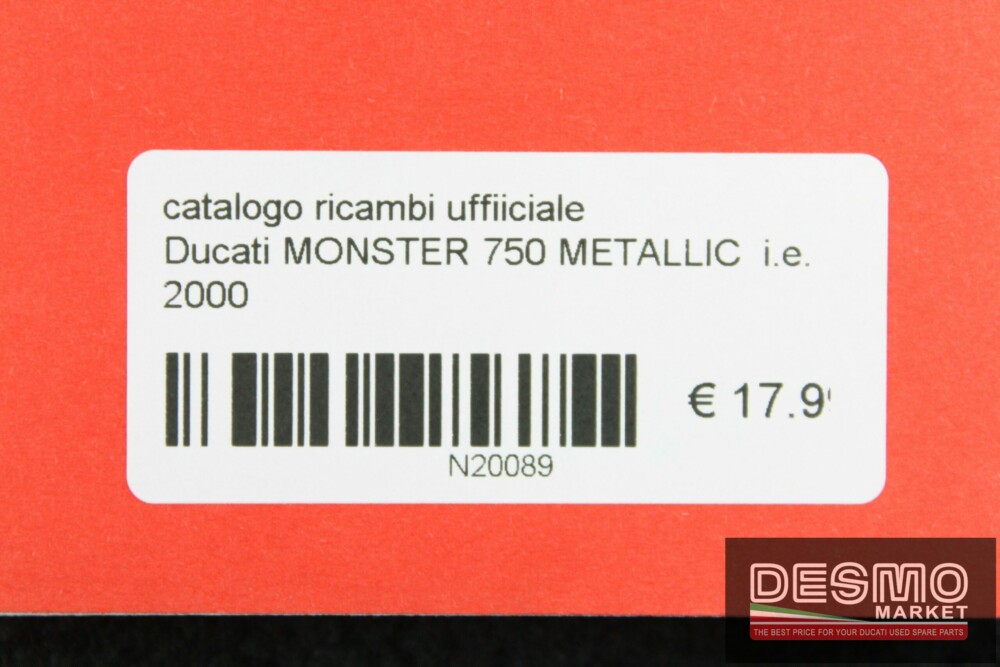 catalogo ricambi uffiiciale
Ducati MONSTER 750 METALLIC i.e.
2000
€ 17.9
N20089
DESMO
MARKET
THE BEST PRICE FOR YOUR DUCATI USED SPARE PARTS